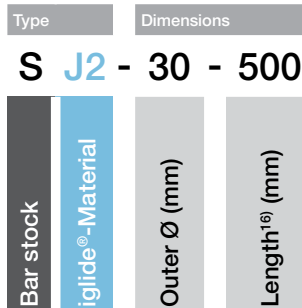 Type Dimensions
S J2 - 30 - 500
Bar stock
iglide®-Material
Outer Ø (mm)
Length¹⁶⁾ (mm)